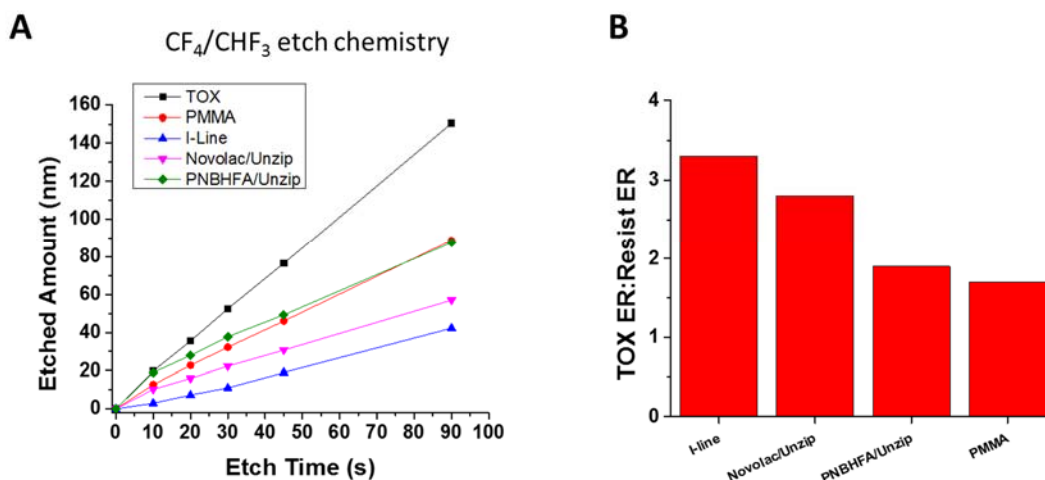 A
CF₄/CHF₃ etch chemistry
TOX
PMMA
I-Line
Novolac/Unzip
PNBHFA/Unzip
160
140
120
100
80
60
40
20
0
0 10 20 30 40 50 60 70 80 90 100
Etched Amount (nm)
Etch Time (s)
B
4
3
2
1
0
TOX ER:Resist ER
I-line
Novolac/Unzip
PNBHFA/Unzip
PMMA